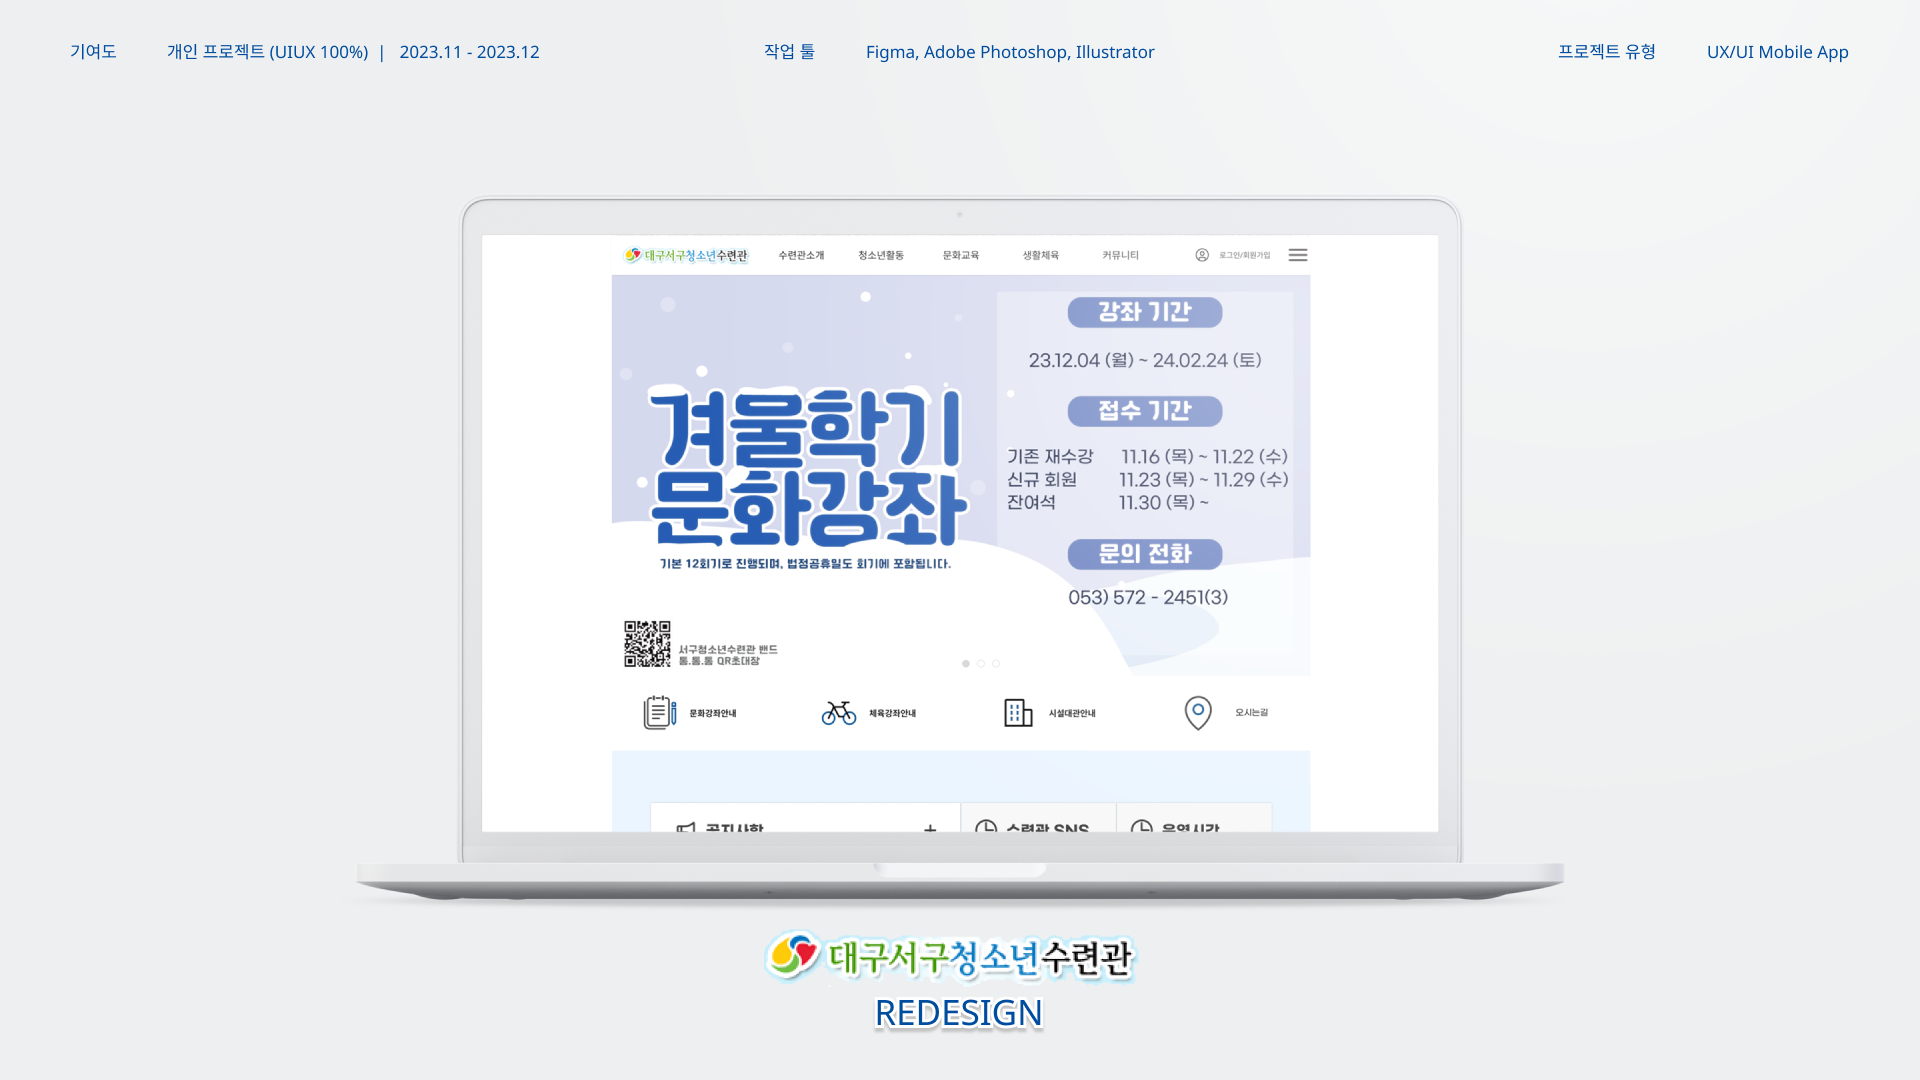 기여도 개인 프로젝트 (UIUX 100%) | 2023.11 - 2023.12 작업 툴 Figma, Adobe Photoshop, Illustrator 프로젝트 유형 UX/UI Mobile App
대구서구청소년수련관 수련관소개 청소년활동 문화교육 생활체육 커뮤니티 로그인/회원가입
겨울학기
문화강좌
기본 12회기로 진행되며, 법정공휴일도 회기에 포함됩니다.
서구청소년수련관 밴드
톡.톡.톡 QR초대장
강좌 기간
23.12.04 (월) ~ 24.02.24 (토)
접수 기간
기존 재수강 11.16 (목) ~ 11.22 (수)
신규 회원 11.23 (목) ~ 11.29 (수)
잔여석 11.30 (목) ~
문의 전화
053) 572 - 2451(3)
문화강좌안내 체육강좌안내 시설대관안내 오시는길
공지사항 + 수련관 SNS 운영시간
대구서구청소년수련관
REDESIGN